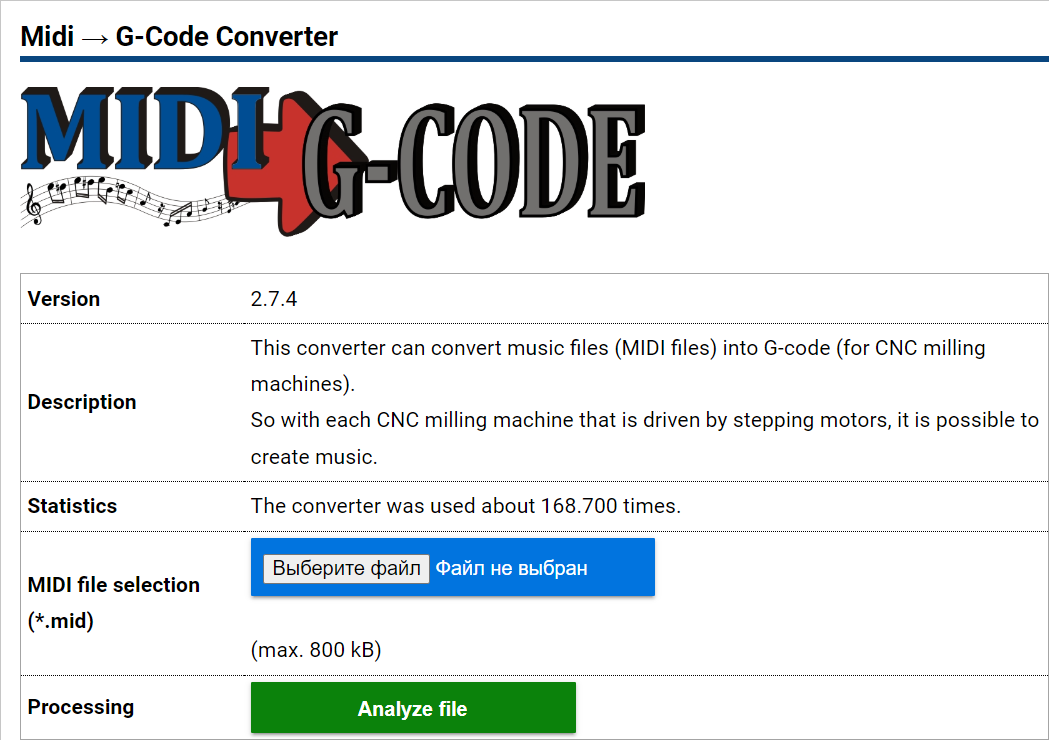 Midi → G-Code Converter
MIDI G-CODE
Version
2.7.4
Description
This converter can convert music files (MIDI files) into G-code (for CNC milling
machines).
So with each CNC milling machine that is driven by stepping motors, it is possible to
create music.
Statistics
The converter was used about 168.700 times.
MIDI file selection
(*.mid)
Выберите файл Файл не выбран
(max. 800 kB)
Processing
Analyze file